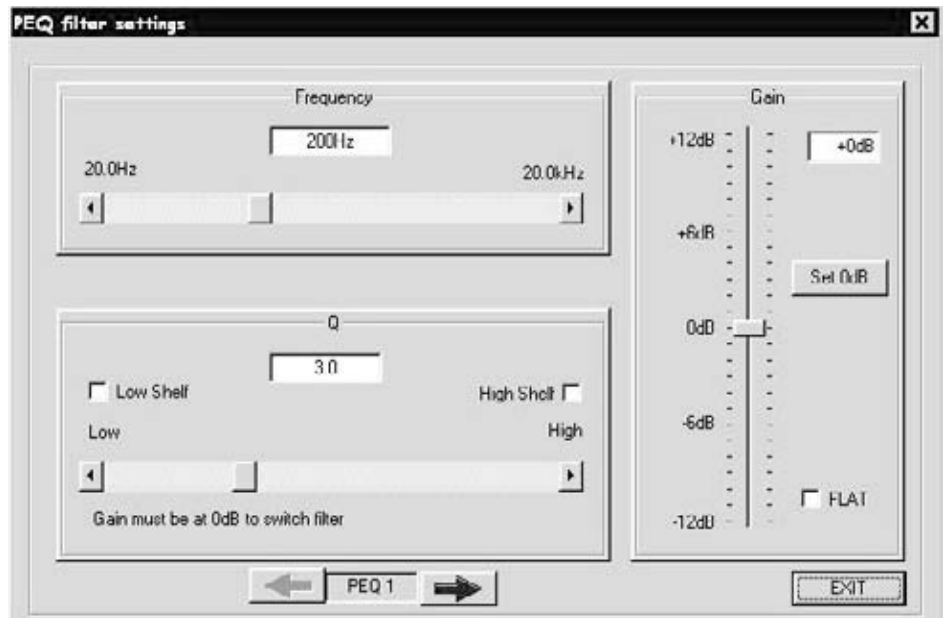 PEQ filter settings
Frequency
200Hz
20.0Hz
20.0kHz
Q
3.0
Low Shelf
High Shelf
Low
High
Gain must be at 0dB to switch filter
Gain
+12dB
+0dB
+6dB
Set 0dB
0dB
-6dB
FLAT
-12dB
PEQ 1
EXIT